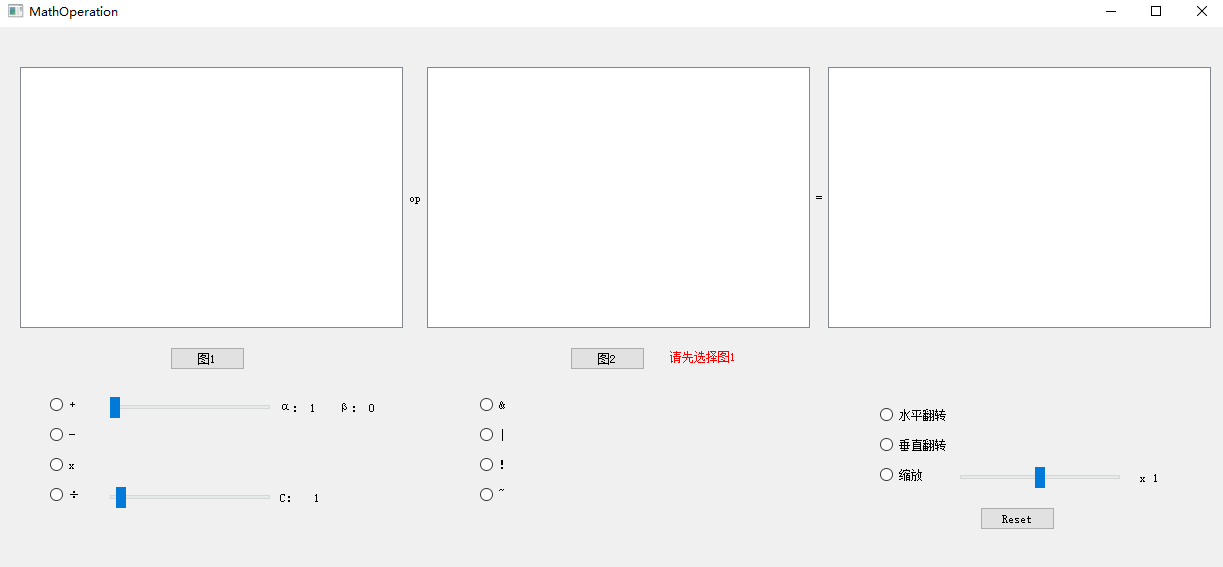 MathOperation
op
=
图1
图2
请先选择图1
+
α: 1
β: 0
-
x
÷
C: 1
&
|
!
~
水平翻转
垂直翻转
缩放
x 1
Reset